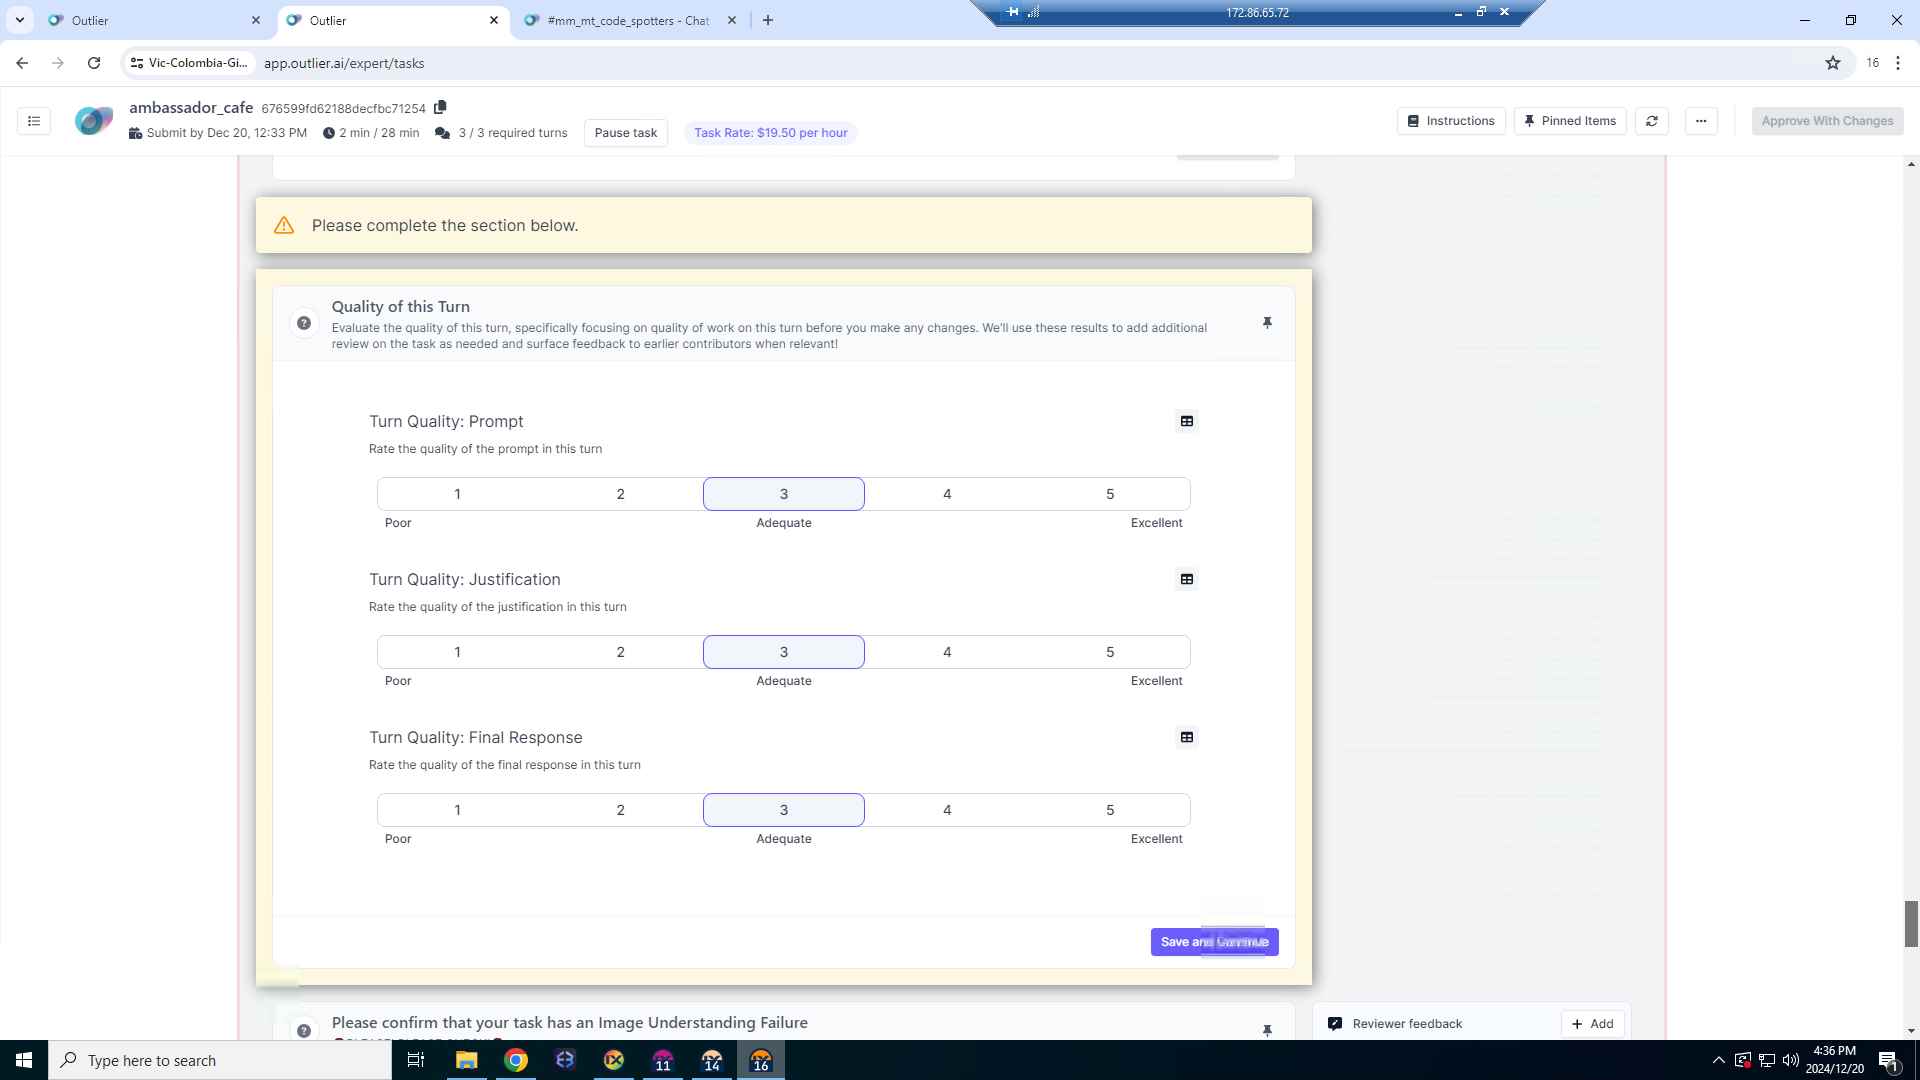 Outlier
Outlier
#mm_mt_code_spotters - Chat
172.86.65.72
Vic-Colombia-Gi...
app.outlier.ai/expert/tasks
16
ambassador_cafe 676599fd62188decfbc71254
Submit by Dec 20, 12:33 PM
2 min / 28 min
3 / 3 required turns
Pause task
Task Rate: $19.50 per hour
Instructions
Pinned Items
Approve With Changes
Please complete the section below.
Quality of this Turn
Evaluate the quality of this turn, specifically focusing on quality of work on this turn before you make any changes. We'll use these results to add additional
review on the task as needed and surface feedback to earlier contributors when relevant!
Turn Quality: Prompt
Rate the quality of the prompt in this turn
1 2 3 4 5
Poor Adequate Excellent
Turn Quality: Justification
Rate the quality of the justification in this turn
1 2 3 4 5
Poor Adequate Excellent
Turn Quality: Final Response
Rate the quality of the final response in this turn
1 2 3 4 5
Poor Adequate Excellent
Save and Continue
Please confirm that your task has an Image Understanding Failure
Reviewer feedback
Add
Type here to search
11
14
16
4:36 PM
2024/12/20
1